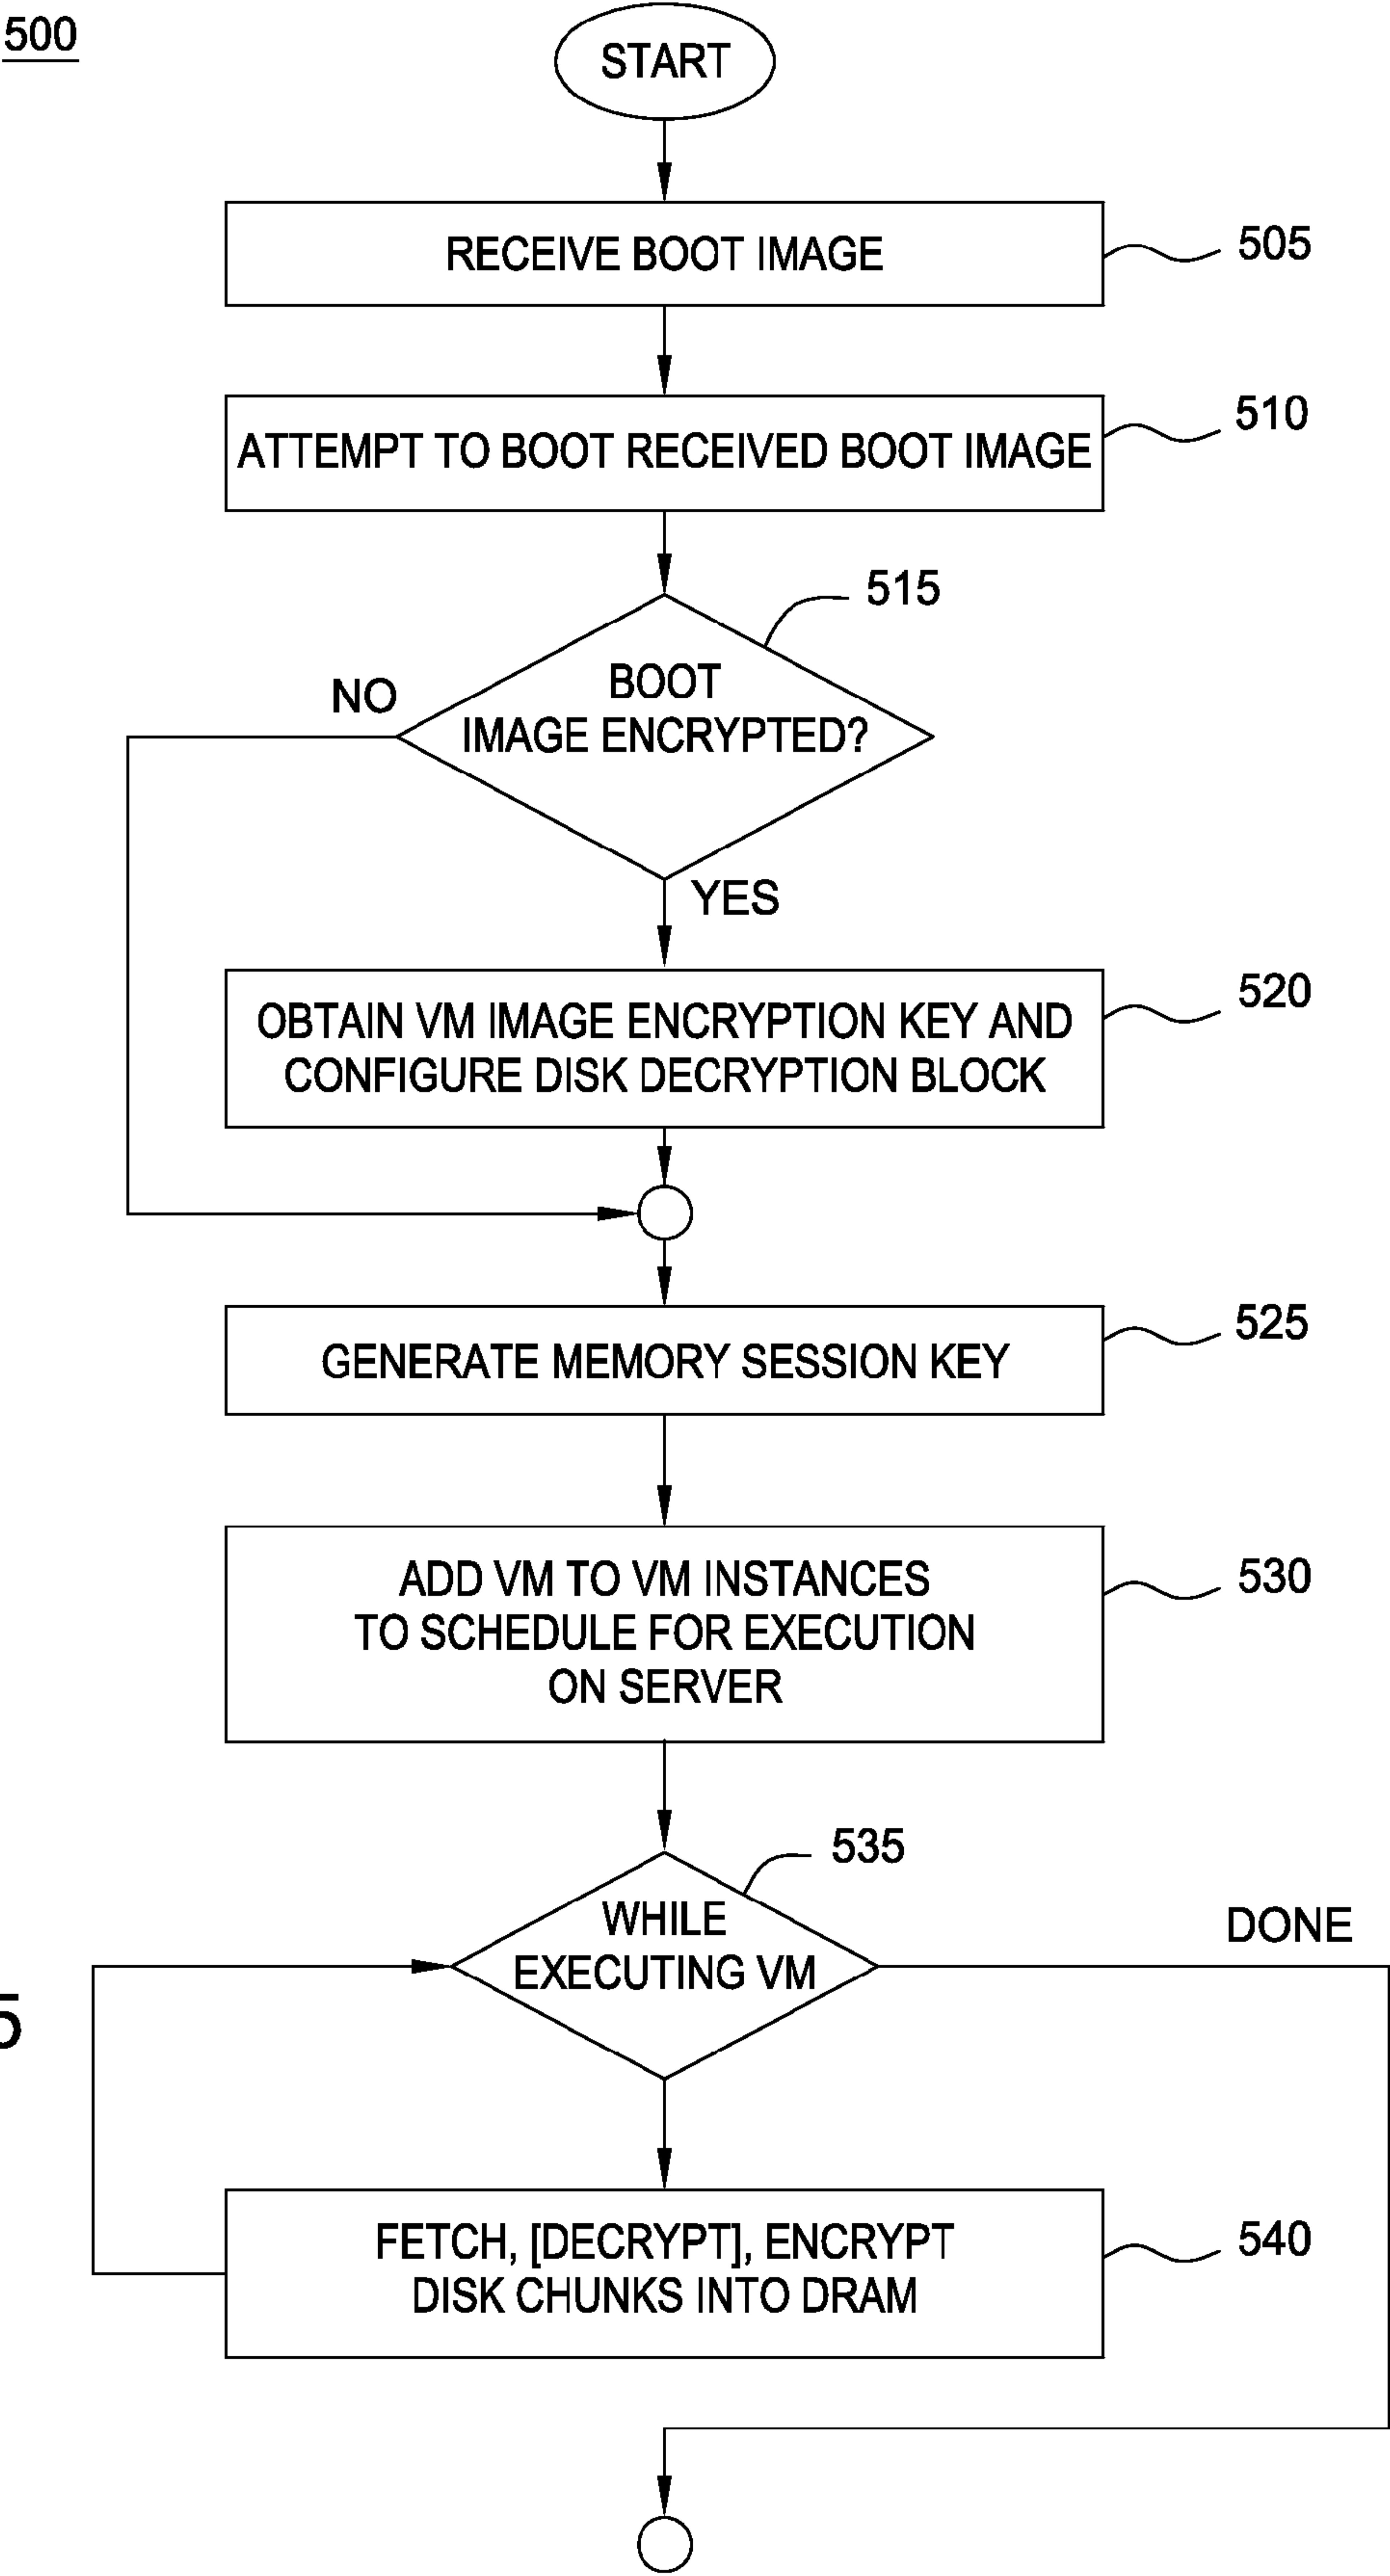 500
START
RECEIVE BOOT IMAGE
505
ATTEMPT TO BOOT RECEIVED BOOT IMAGE
510
515
BOOT
IMAGE ENCRYPTED?
NO
YES
OBTAIN VM IMAGE ENCRYPTION KEY AND
CONFIGURE DISK DECRYPTION BLOCK
520
GENERATE MEMORY SESSION KEY
525
ADD VM TO VM INSTANCES
TO SCHEDULE FOR EXECUTION
ON SERVER
530
535
WHILE
EXECUTING VM
DONE
5
FETCH, [DECRYPT], ENCRYPT
DISK CHUNKS INTO DRAM
540